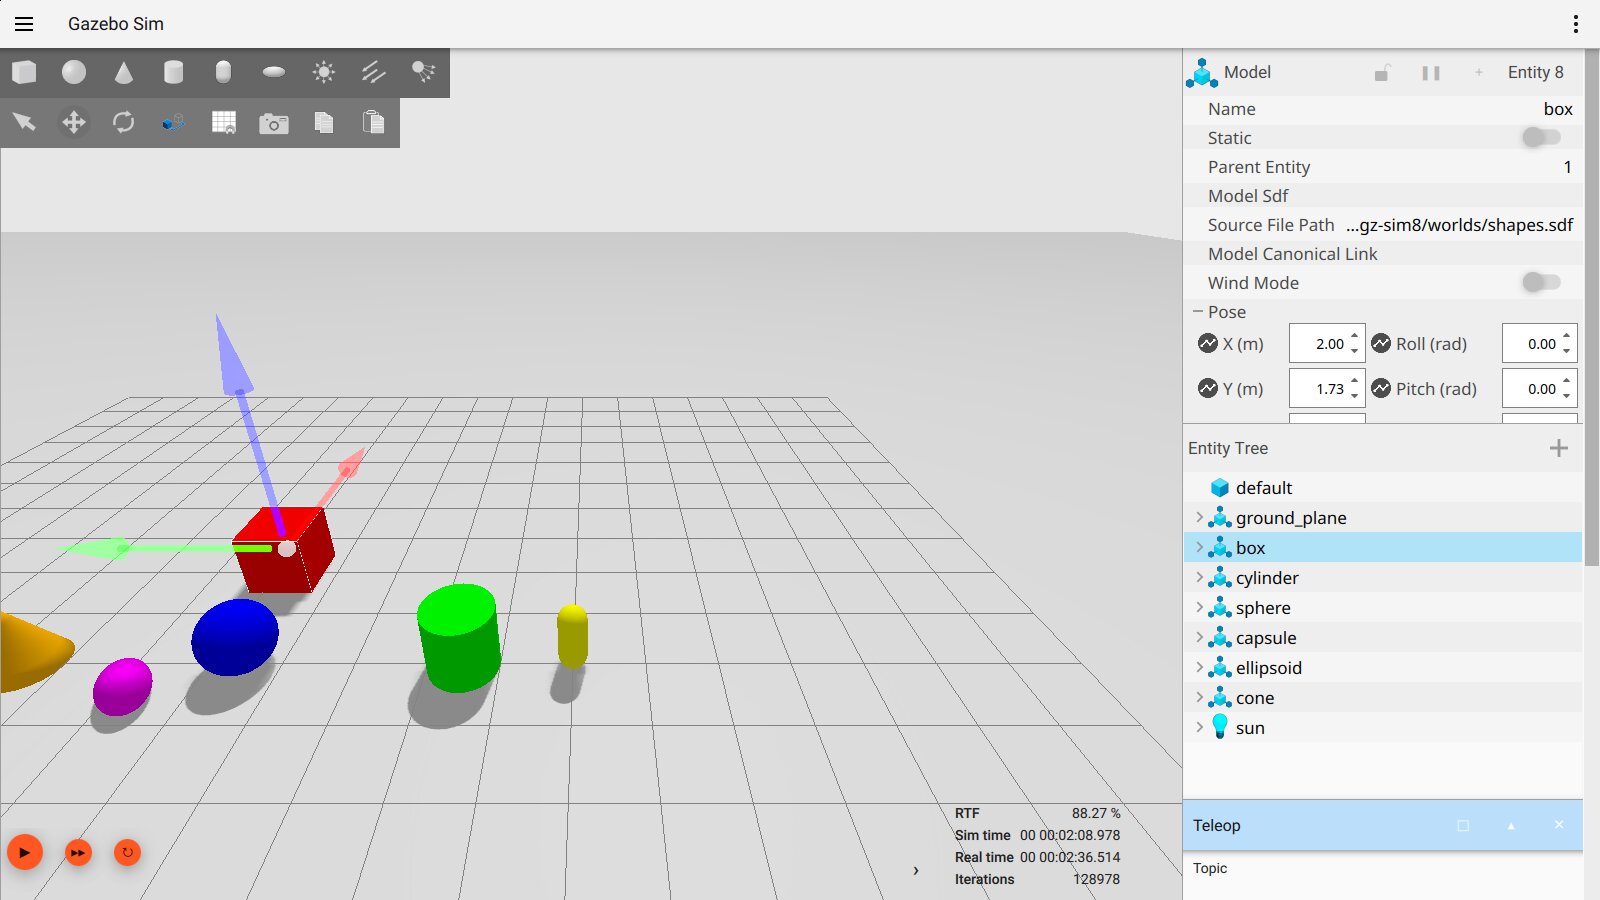 Gazebo Sim
Model Entity 8
Name box
Static
Parent Entity 1
Model Sdf
Source File Path ...gz-sim8/worlds/shapes.sdf
Model Canonical Link
Wind Mode
Pose
X (m) 2.00 Roll (rad) 0.00
Y (m) 1.73 Pitch (rad) 0.00
Entity Tree
default
ground_plane
box
cylinder
sphere
capsule
ellipsoid
cone
sun
RTF 88.27 %
Sim time 00 00:02:08.978
Real time 00 00:02:36.514
Iterations 128978
Teleop
Topic